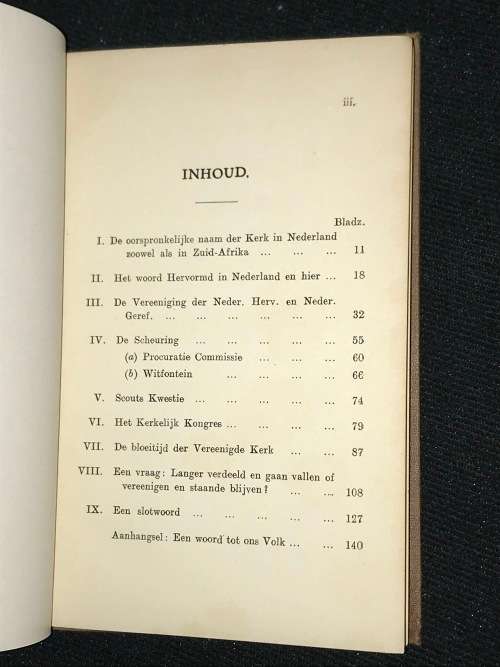 iii.
INHOUD.
Bladz.
I. De oorspronkelijke naam der Kerk in Nederland
zoowel als in Zuid-Afrika ... ... ... 11
II. Het woord Hervormd in Nederland en hier ... 18
III. De Vereeniging der Neder. Herv. en Neder.
Geref. ... ... ... ... ... ... 32
IV. De Scheuring ... ... ... ... 55
(a) Procuratie Commissie ... ... ... 60
(b) Witfontein ... ... ... ... 66
V. Scouts Kwestie ... ... ... ... 74
VI. Het Kerkelijk Kongres ... ... ... ... 79
VII. De bloeitijd der Vereenigde Kerk ... ... 87
VIII. Een vraag: Langer verdeeld en gaan vallen of
vereenigen en staande blijven? ... ... 108
IX. Een slotwoord ... ... ... ... ... 127
Aanhangsel: Een woord tot ons Volk ... ... 140